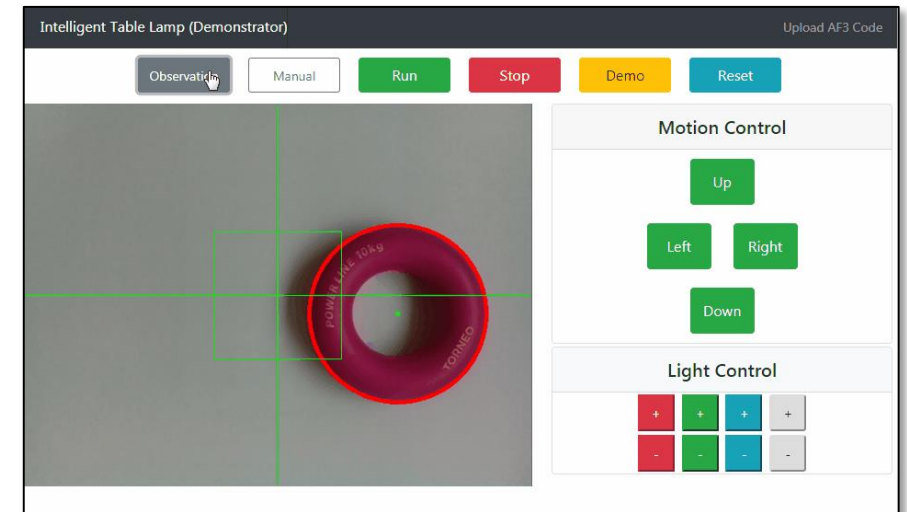 Intelligent Table Lamp (Demonstrator)
Upload AF3 Code
Observation Manual Run Stop Demo Reset
Motion Control
Up
Left Right
Down
Light Control
+ + + +
- - - -
POWER LINE 10kg
TORNEO